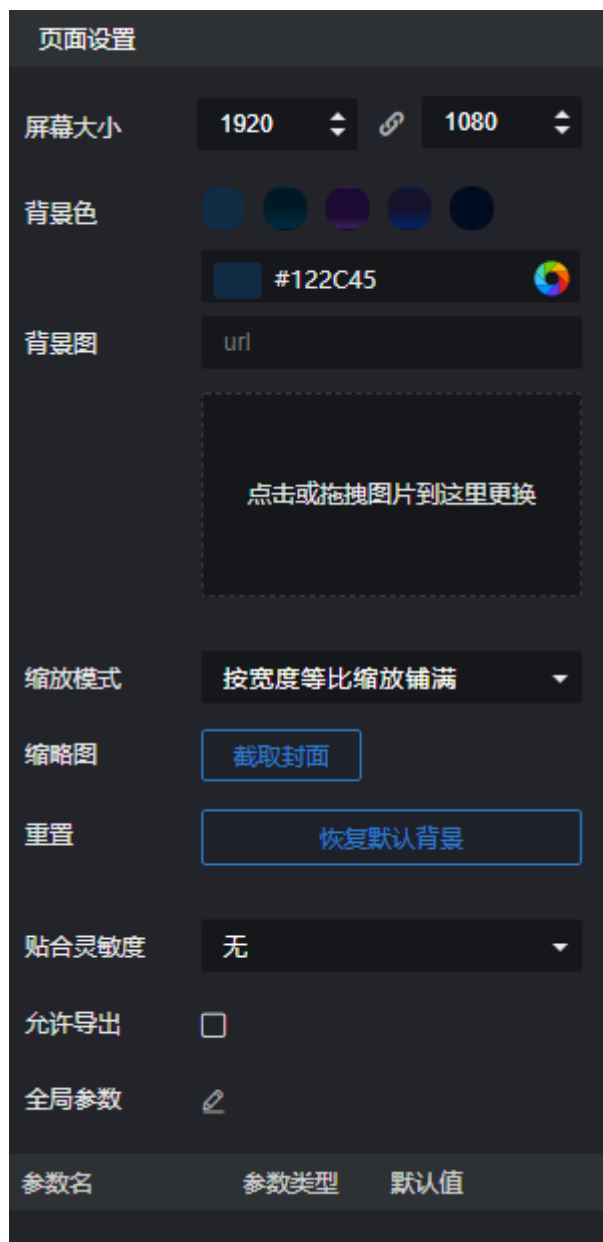 页面设置
屏幕大小 1920 1080
背景色
#122C45
背景图 url
点击或拖拽图片到这里更换
缩放模式 按宽度等比缩放铺满
缩略图 截取封面
重置 恢复默认背景
贴合灵敏度 无
允许导出
全局参数
参数名 参数类型 默认值